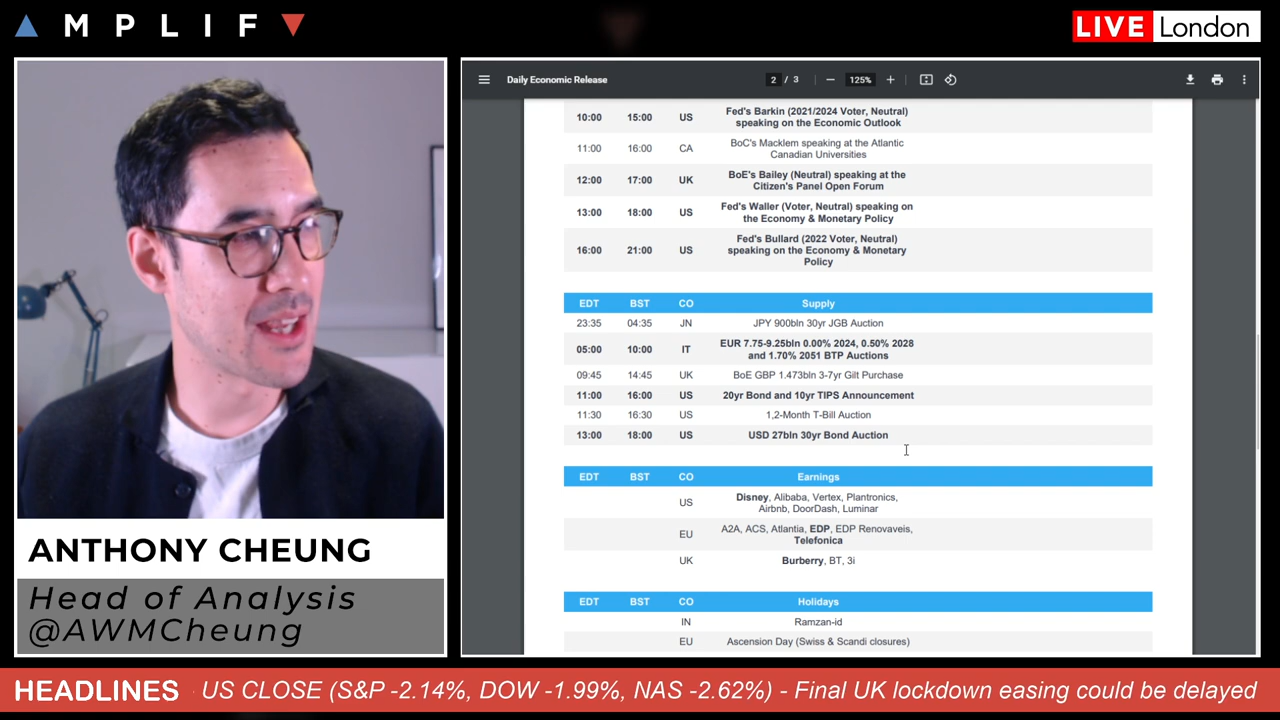 AMPLIFY
LIVE London
Daily Economic Release
2 / 3
125%
10:00 15:00 US Fed's Barkin (2021/2024 Voter, Neutral)
speaking on the Economic Outlook
11:00 16:00 CA BoC's Macklem speaking at the Atlantic
Canadian Universities
12:00 17:00 UK BoE's Bailey (Neutral) speaking at the
Citizen's Panel Open Forum
13:00 18:00 US Fed's Waller (Voter, Neutral) speaking on
the Economy & Monetary Policy
16:00 21:00 US Fed's Bullard (2022 Voter, Neutral)
speaking on the Economy & Monetary
Policy
EDT BST CO Supply
23:35 04:35 JN JPY 900bln 30yr JGB Auction
05:00 10:00 IT EUR 7.75-9.25bln 0.00% 2024, 0.50% 2028
and 1.70% 2051 BTP Auctions
09:45 14:45 UK BoE GBP 1.473bln 3-7yr Gilt Purchase
11:00 16:00 US 20yr Bond and 10yr TIPS Announcement
11:30 16:30 US 1,2-Month T-Bill Auction
13:00 18:00 US USD 27bln 30yr Bond Auction
EDT BST CO Earnings
US Disney, Alibaba, Vertex, Plantronics,
Airbnb, DoorDash, Luminar
EU A2A, ACS, Atlantia, EDP, EDP Renovaveis,
Telefonica
UK Burberry, BT, 3i
EDT BST CO Holidays
IN Ramzan-id
EU Ascension Day (Swiss & Scandi closures)
ANTHONY CHEUNG
Head of Analysis
@AWMCheung
HEADLINES US CLOSE (S&P -2.14%, DOW -1.99%, NAS -2.62%) - Final UK lockdown easing could be delayed